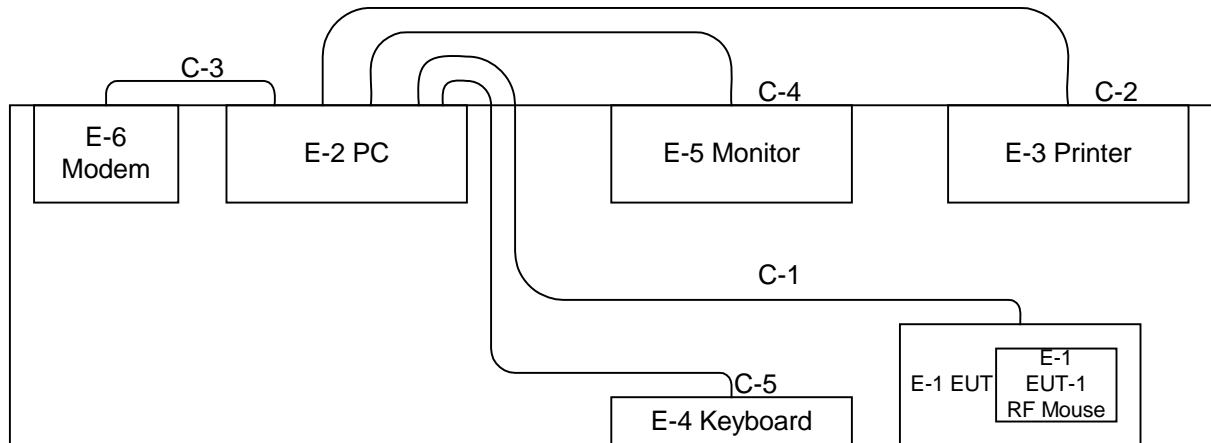 C-3
C-4
C-2
E-6
Modem
E-2 PC
E-5 Monitor
E-3 Printer
C-1
E-1 EUT
E-1
EUT-1
RF Mouse
C-5
E-4 Keyboard